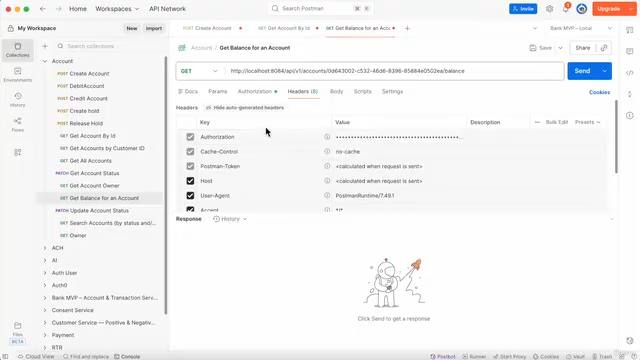 Home Workspaces API Network
Search Postman
Invite
Upgrade
My Workspace
New Import
POST Create Account
GET Get Account By Id
GET Get Balance for an Account
Bank MVP – Local
Collections
Search collections
Account / Get Balance for an Account
Save Share
Environments
History
Flows
Files
BETA
Account
POST Create Account
POST DebitAccount
POST Credit Account
POST Create hold
POST Release Hold
GET Get Account By Id
GET Get Accounts by Customer ID
GET Get All Accounts
GET Get Account Status
GET Get Account Owner
GET Get Balance for an Account
PATCH Update Account Status
GET Search Accounts (by status and/...
GET Owner
ACH
AI
Auth User
Auth0
Bank MVP – Account & Transaction Serv...
Consent Service
Customer Service — Positive & Negativ...
Payment
RTR
GET
http://localhost:8084/api/v1/accounts/0d643002-c532-46d6-8396-85884e0502ea/balance
Send
Docs Params Authorization Headers (8) Body Scripts Settings
Cookies
Headers Hide auto-generated headers
Key Value Description Bulk Edit Presets
Authorization
Cache-Control no-cache
Postman-Token <calculated when request is sent>
Host <calculated when request is sent>
User-Agent PostmanRuntime/7.49.1
Accept */*
Response History
Click Send to get a response
Cloud View Find and replace Console
Postbot Runner Start Proxy Cookies Vault Trash